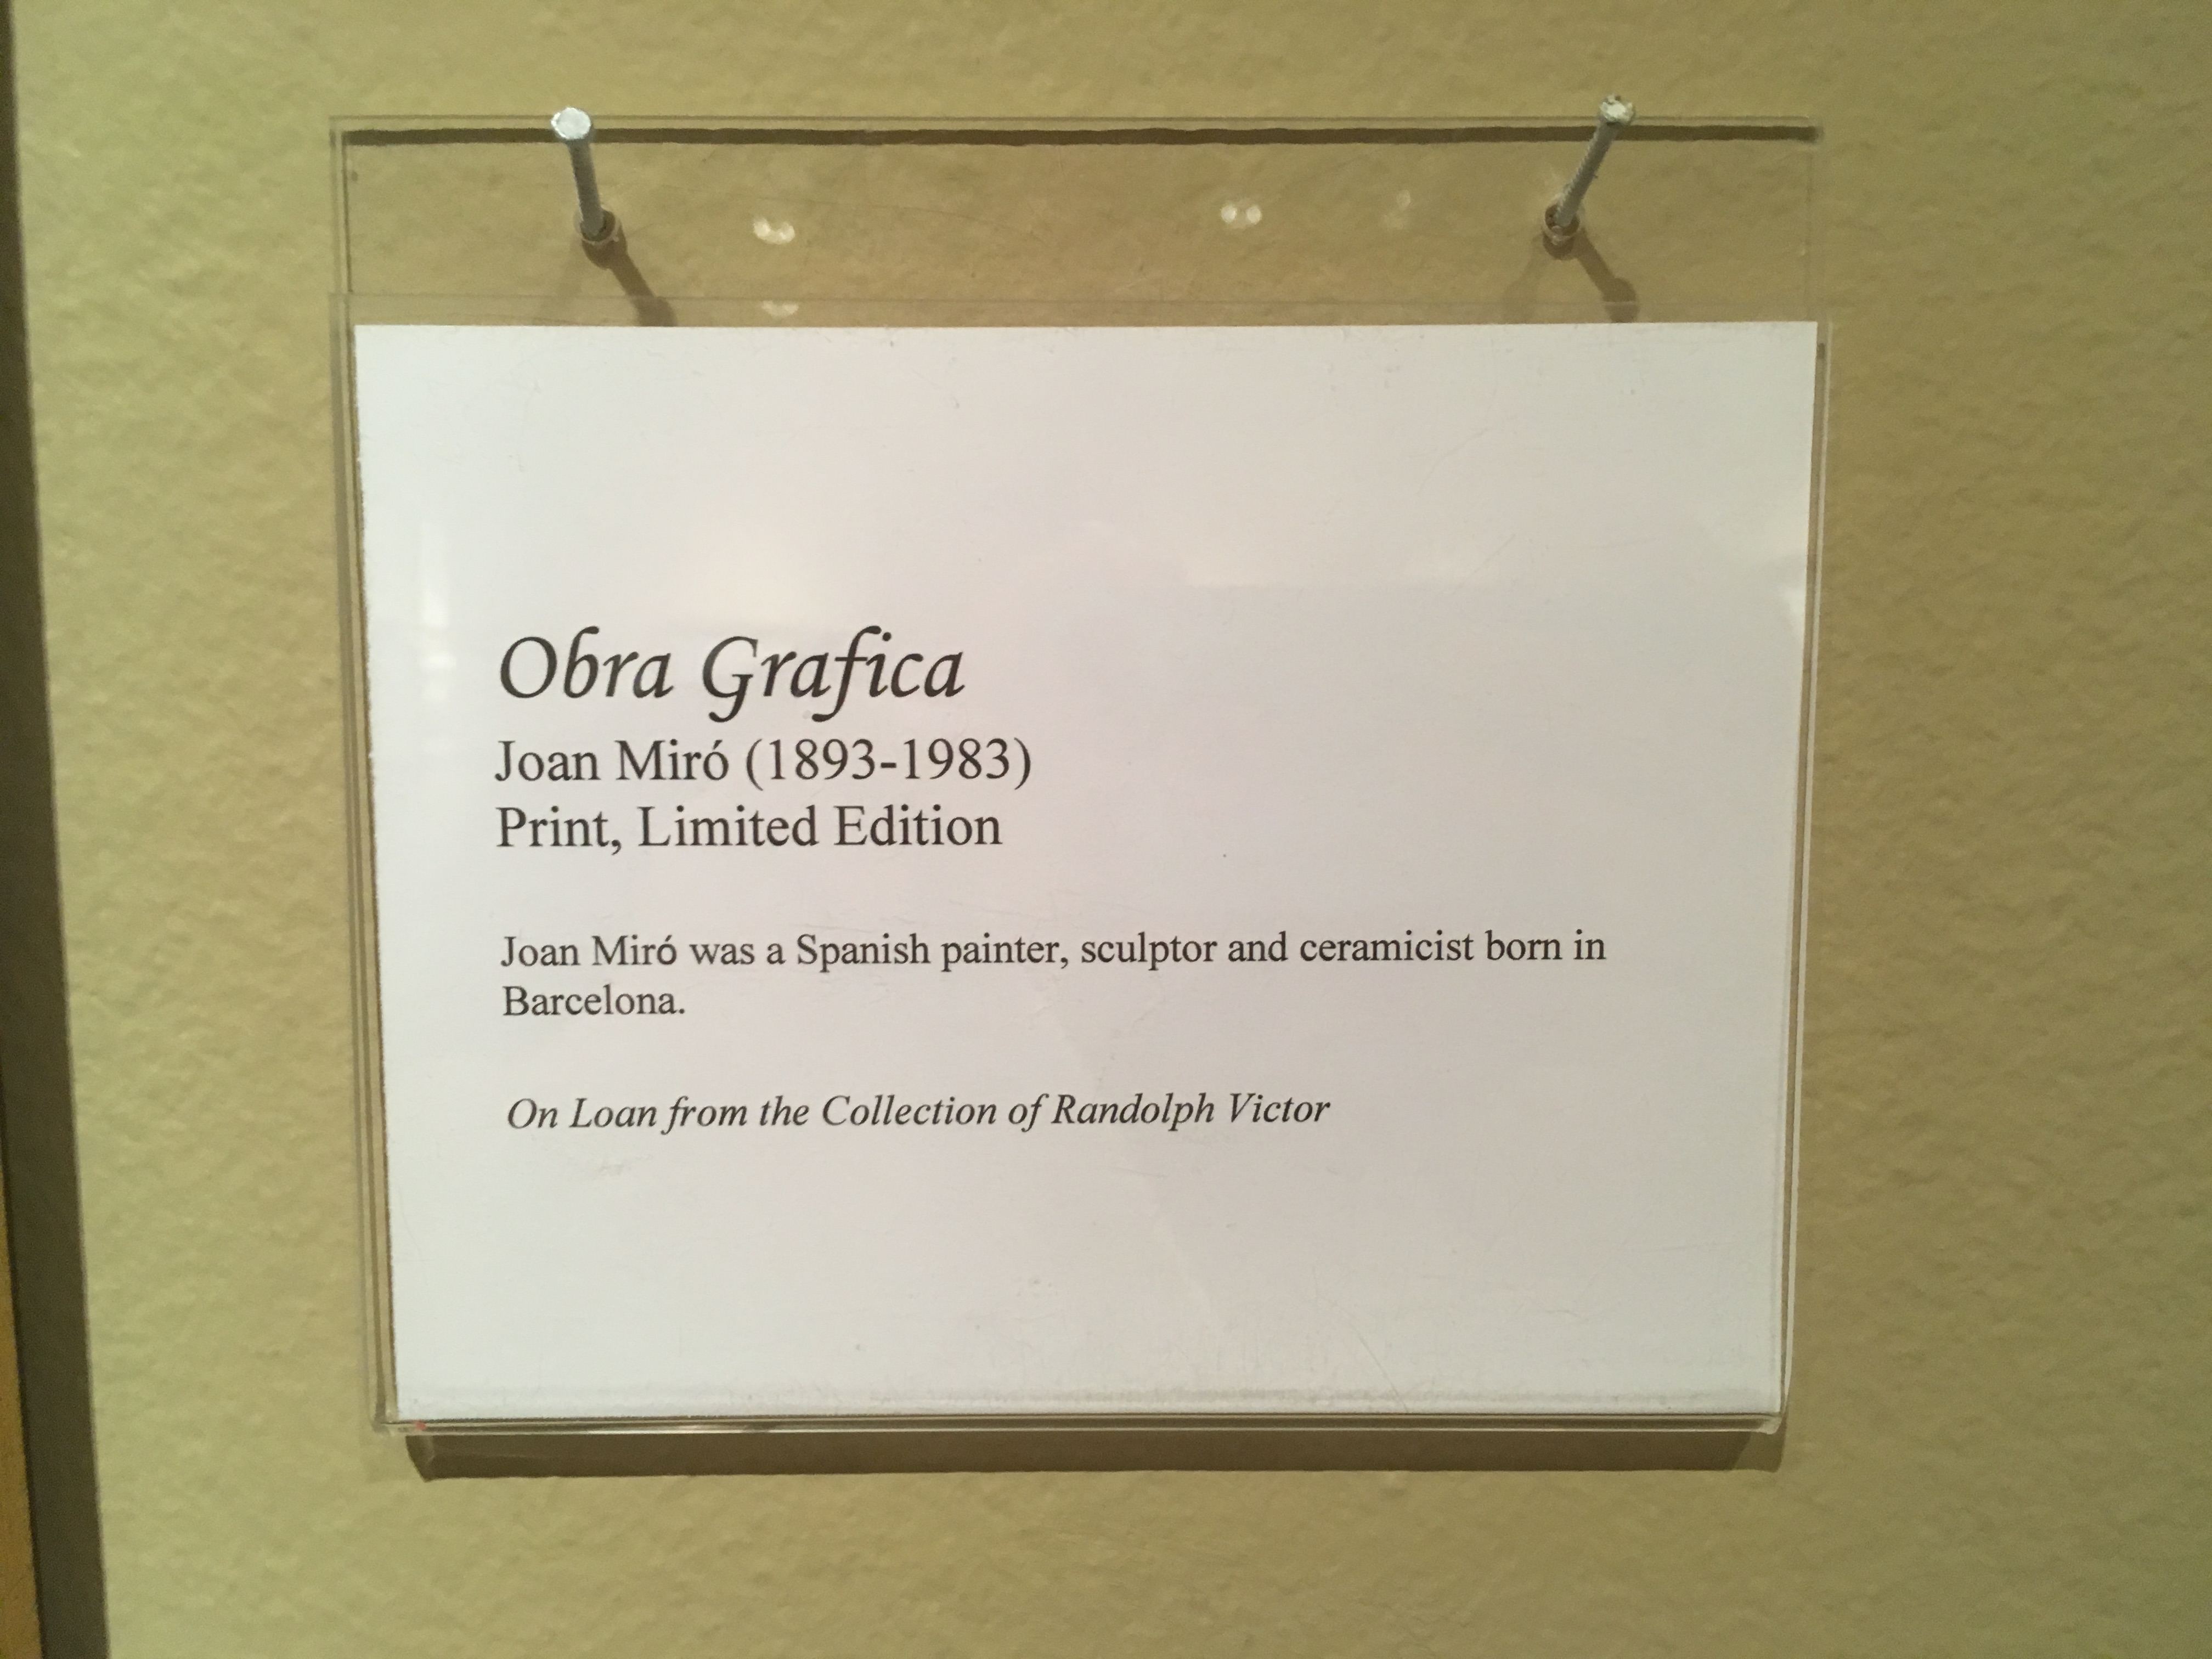 Obra Grafica
Joan Miró (1893-1983)
Print, Limited Edition
Joan Miró was a Spanish painter, sculptor and ceramicist born in
Barcelona.
On Loan from the Collection of Randolph Victor